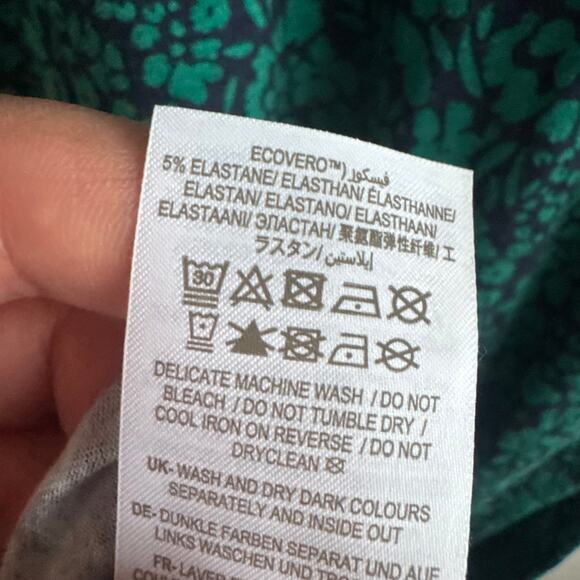 ECOVERO™) فيسكوز
5% ELASTANE/ ELASTHAN/ ÉLASTHANNE/
ELASTAN/ ELASTANO/ ELASTHAAN/
ELASTAANI/ ЭЛАСТАН/ 聚氨酯弹性纤维/ エ
ラスタン/ إيلاستين
30
DELICATE MACHINE WASH / DO NOT
BLEACH / DO NOT TUMBLE DRY /
COOL IRON ON REVERSE / DO NOT
DRYCLEAN
UK- WASH AND DRY DARK COLOURS
SEPARATELY AND INSIDE OUT
DE- DUNKLE FARBEN SEPARAT UND AUF
LINKS WASCHEN UND
FR- LAVER